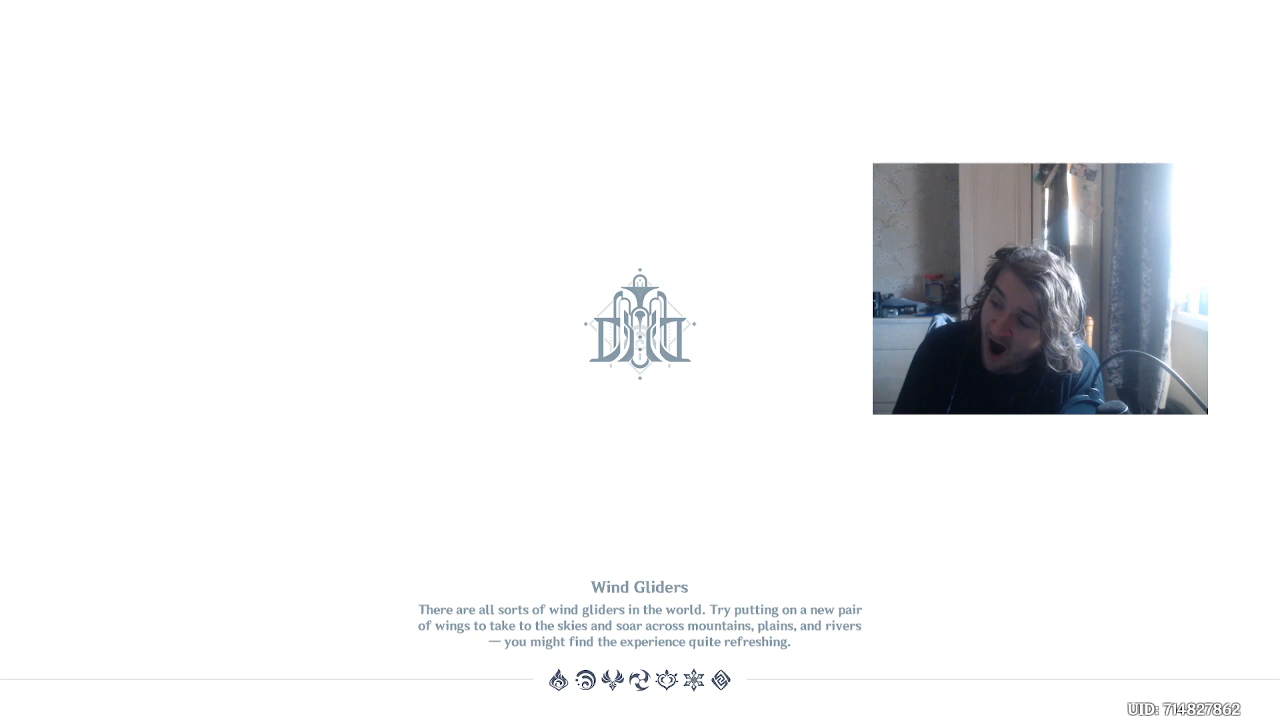 Wind Gliders
There are all sorts of wind gliders in the world. Try putting on a new pair
of wings to take to the skies and soar across mountains, plains, and rivers
— you might find the experience quite refreshing.
UID: 714827862